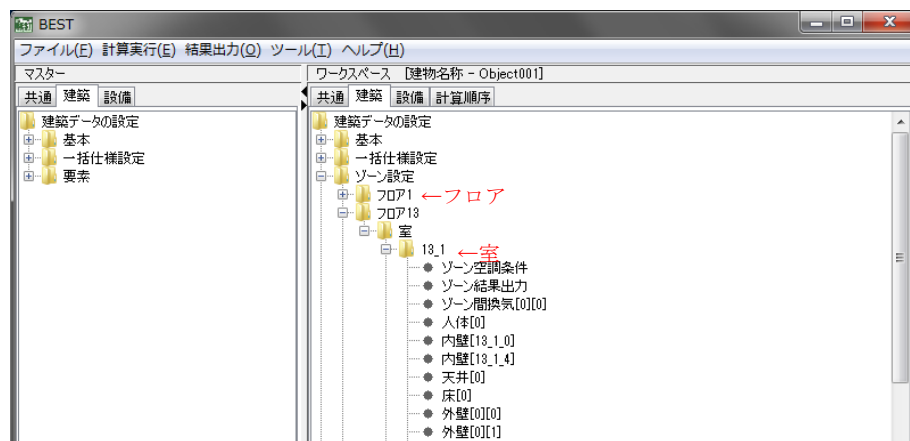 BEST
ファイル(F) 計算実行(E) 結果出力(O) ツール(T) ヘルプ(H)
マスター
共通 建築 設備
建築データの設定
基本
一括仕様設定
要素
ワークスペース [建物名称 - Object001]
共通 建築 設備 計算順序
建築データの設定
基本
一括仕様設定
ゾーン設定
フロア1 ←フロア
フロア13
室
13_1 ←室
ゾーン空調条件
ゾーン結果出力
ゾーン間換気[0][0]
人体[0]
内壁[13_1_0]
内壁[13_1_4]
天井[0]
床[0]
外壁[0][0]
外壁[0][1]